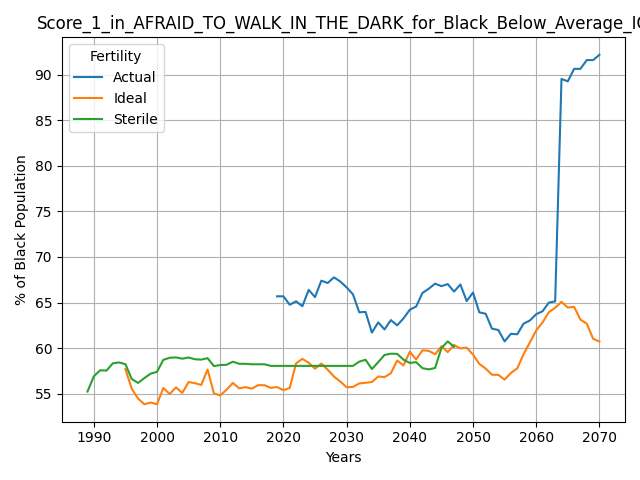 Score_1_in_AFRAID_TO_WALK_IN_THE_DARK_for_Black_Below_Average_IQ
Fertility
Actual
Ideal
Sterile
90
85
80
75
70
65
60
55
% of Black Population
1990 2000 2010 2020 2030 2040 2050 2060 2070
Years